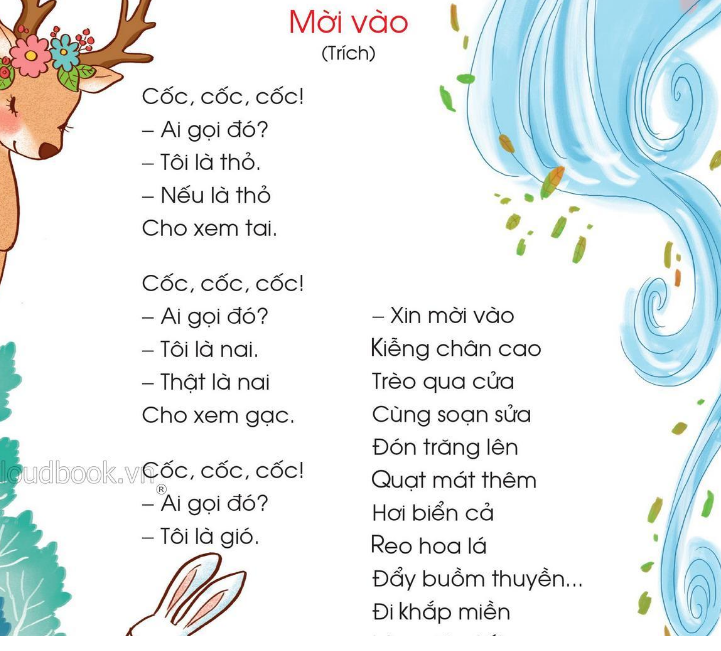 Mời vào
(Trích)
Cốc, cốc, cốc!
– Ai gọi đó?
– Tôi là thỏ.
– Nếu là thỏ
Cho xem tai.
Cốc, cốc, cốc!
– Ai gọi đó?
– Tôi là nai.
– Thật là nai
Cho xem gạc.
Cốc, cốc, cốc!
– Ai gọi đó?
– Tôi là gió.
– Xin mời vào
Kiễng chân cao
Trèo qua cửa
Cùng soạn sửa
Đón trăng lên
Quạt mát thêm
Hơi biển cả
Reo hoa lá
Đẩy buồm thuyền...
Đi khắp miền
loudbook.vn®